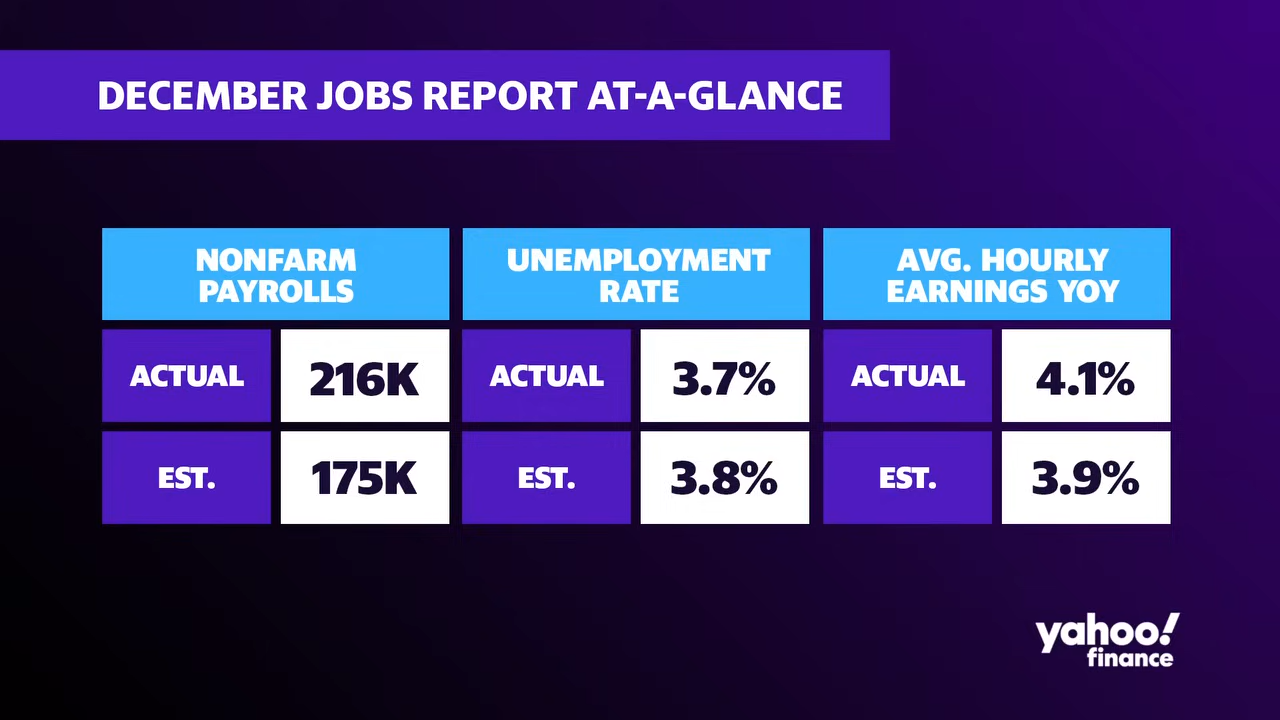 DECEMBER JOBS REPORT AT-A-GLANCE
NONFARM
PAYROLLS
ACTUAL 216K
EST. 175K
UNEMPLOYMENT
RATE
ACTUAL 3.7%
EST. 3.8%
AVG. HOURLY
EARNINGS YOY
ACTUAL 4.1%
EST. 3.9%
yahoo!
finance